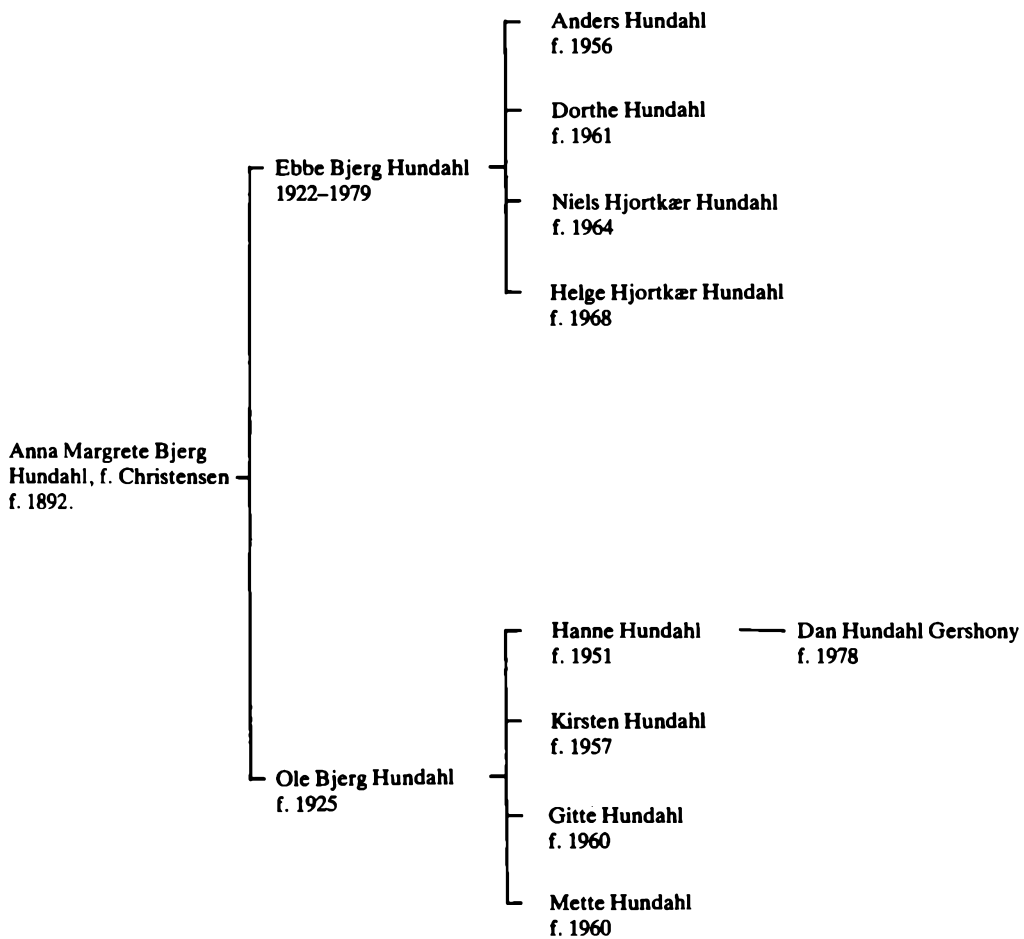 Anders Hundahl
f. 1956
Dorthe Hundahl
f. 1961
Ebbe Bjerg Hundahl
1922–1979
Niels Hjortkær Hundahl
f. 1964
Helge Hjortkær Hundahl
f. 1968
Anna Margrete Bjerg
Hundahl, f. Christensen
f. 1892.
Hanne Hundahl
f. 1951
Dan Hundahl Gershony
f. 1978
Kirsten Hundahl
f. 1957
Ole Bjerg Hundahl
f. 1925
Gitte Hundahl
f. 1960
Mette Hundahl
f. 1960